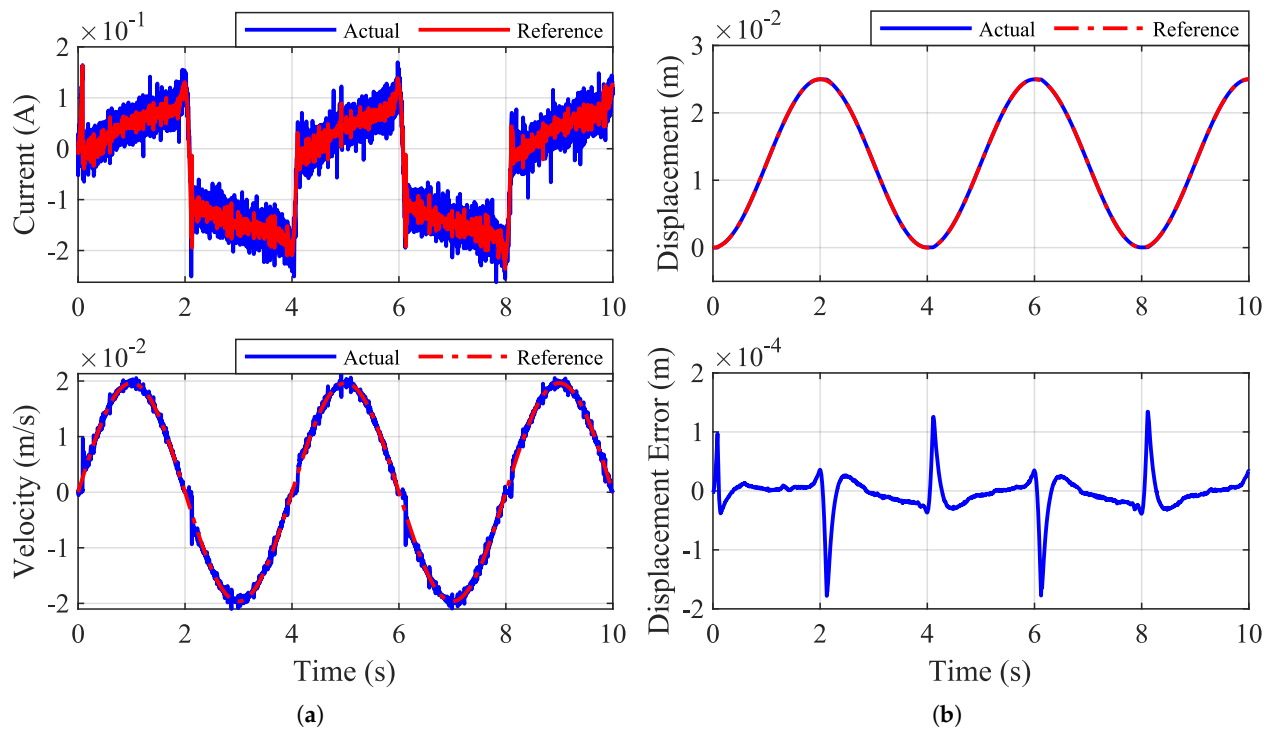 ×10⁻¹
Actual Reference
2
1
0
-1
-2
Current (A)
0 2 4 6 8 10
×10⁻²
Actual Reference
2
1
0
-1
-2
Velocity (m/s)
0 2 4 6 8 10
Time (s)
(a)
×10⁻²
Actual Reference
3
2
1
0
Displacement (m)
0 2 4 6 8 10
×10⁻⁴
2
1
0
-1
-2
Displacement Error (m)
0 2 4 6 8 10
Time (s)
(b)